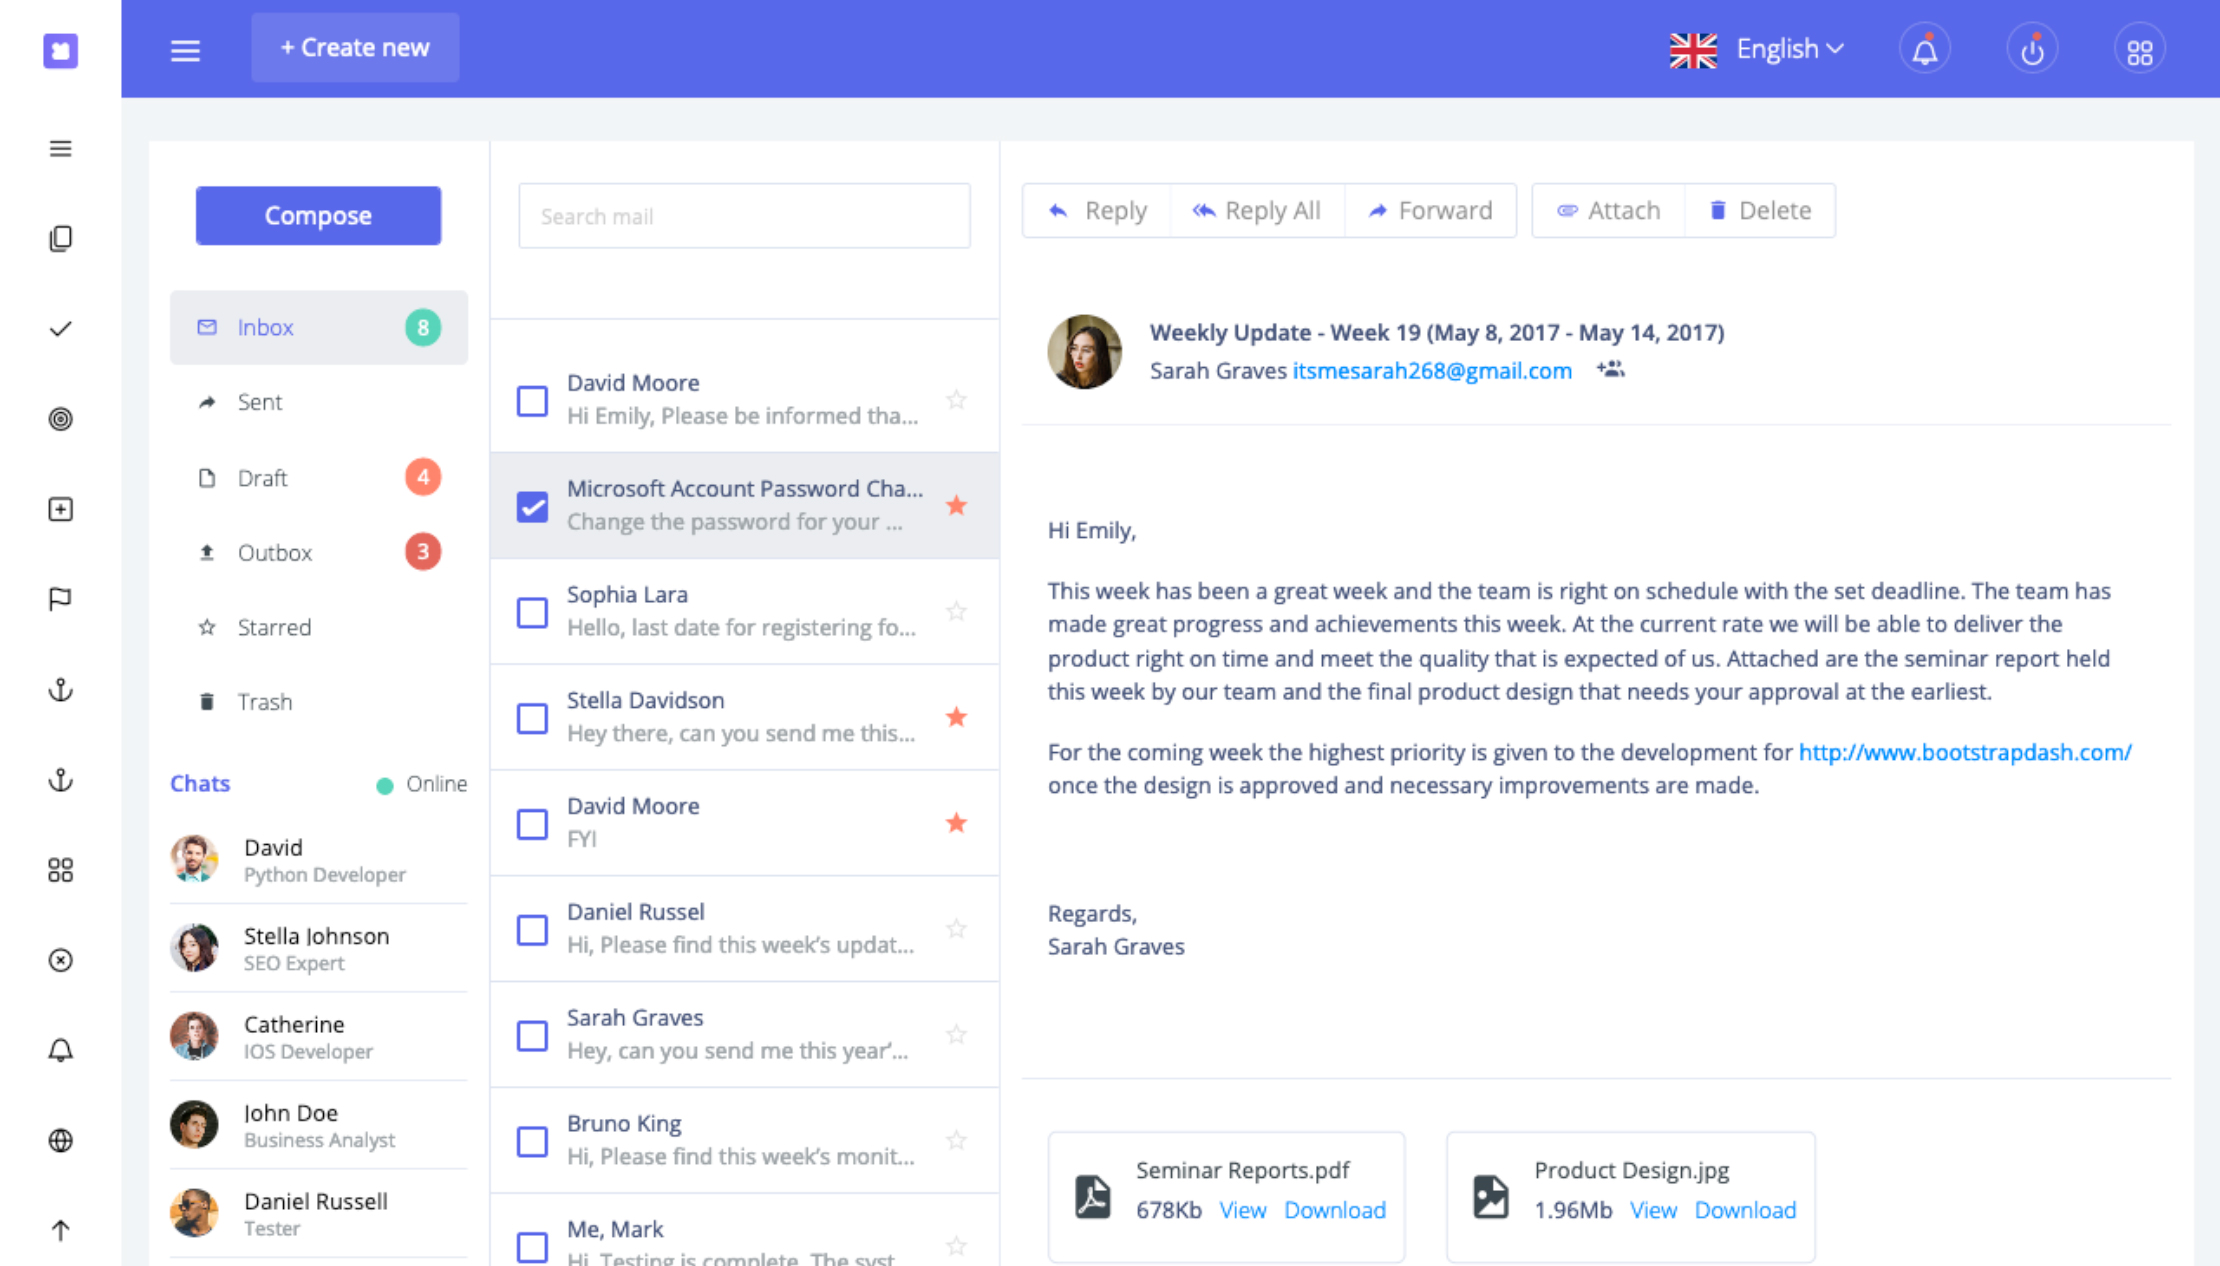 + Create new
English
Compose
Inbox 8
Sent
Draft 4
Outbox 3
Starred
Trash
Chats
Online
David
Python Developer
Stella Johnson
SEO Expert
Catherine
IOS Developer
John Doe
Business Analyst
Daniel Russell
Tester
Search mail
David Moore
Hi Emily, Please be informed tha...
Microsoft Account Password Cha...
Change the password for your ...
Sophia Lara
Hello, last date for registering fo...
Stella Davidson
Hey there, can you send me this...
David Moore
FYI
Daniel Russel
Hi, Please find this week’s updat...
Sarah Graves
Hey, can you send me this year’...
Bruno King
Hi, Please find this week’s monit...
Me, Mark
Hi, Testing is complete. The syst...
Reply Reply All Forward Attach Delete
Weekly Update - Week 19 (May 8, 2017 - May 14, 2017)
Sarah Graves itsmesarah268@gmail.com
Hi Emily,
This week has been a great week and the team is right on schedule with the set deadline. The team has
made great progress and achievements this week. At the current rate we will be able to deliver the
product right on time and meet the quality that is expected of us. Attached are the seminar report held
this week by our team and the final product design that needs your approval at the earliest.
For the coming week the highest priority is given to the development for http://www.bootstrapdash.com/
once the design is approved and necessary improvements are made.
Regards,
Sarah Graves
Seminar Reports.pdf
678Kb View Download
Product Design.jpg
1.96Mb View Download